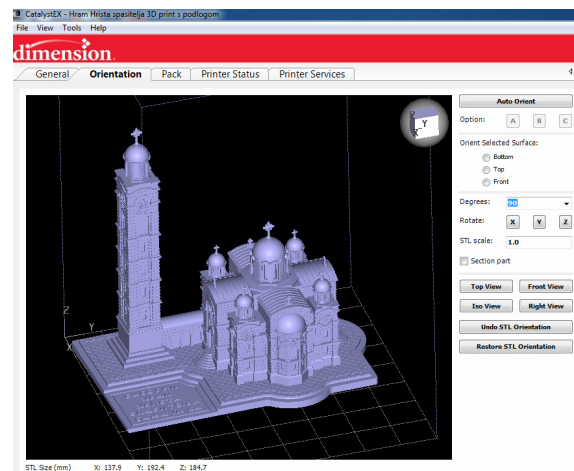 CatalystEX - Hram Hrista spasitelja 3D print s podlogom
File View Tools Help
dimension
General Orientation Pack Printer Status Printer Services
Auto Orient
Option: A B C
Orient Selected Surface:
Bottom
Top
Front
Degrees: 90
Rotate: X Y Z
STL scale: 1.0
Section part
Top View Front View
Iso View Right View
Undo STL Orientation
Restore STL Orientation
Z
Y
X
Z
Y
X
STL Size (mm) X: 137.9 Y: 192.4 Z: 184.7